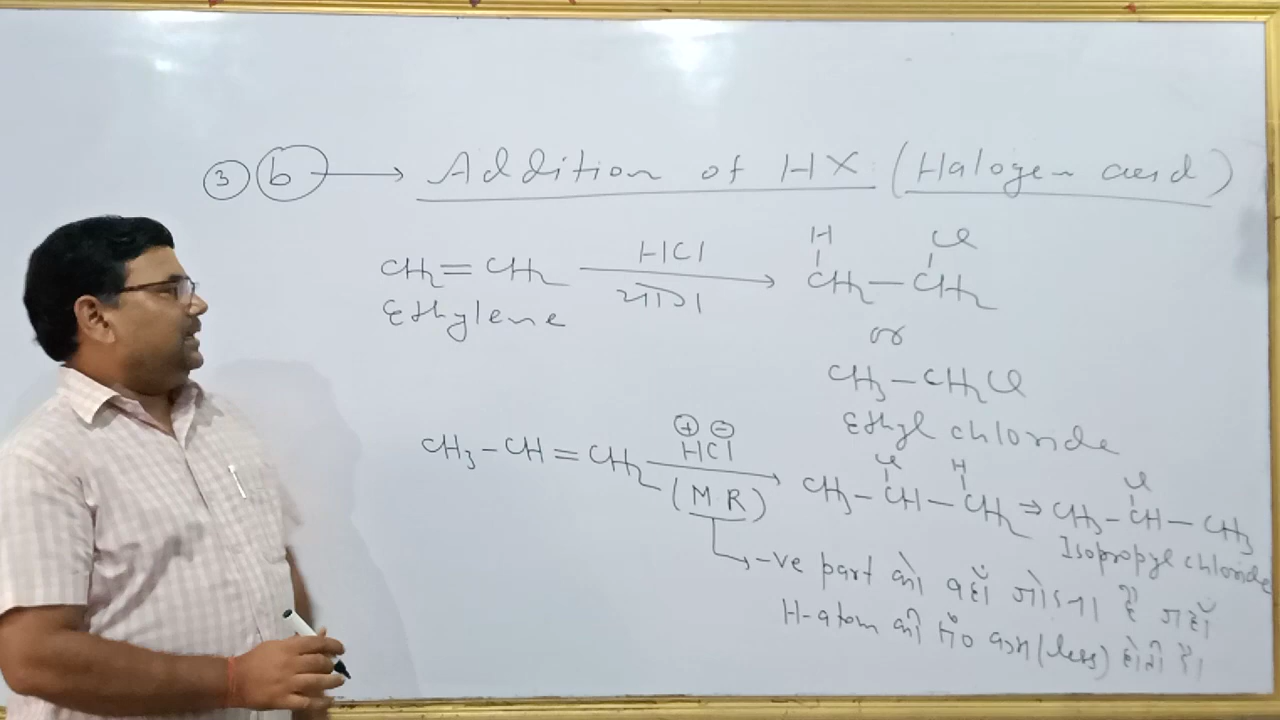 ③ ⓑ → Addition of HX (Halogen acid)
CH₂=CH₂ HCl योग H CH₂–Cl CH₂
Ethylene
or
CH₃–CH₂Cl
Ethyl chloride
CH₃–CH=CH₂ ⊕ ⊖ HCl (M.R) Cl H CH₃–CH–CH₂ ⇒ Cl CH₃–CH–CH₃
Isopropyl chloride
→ -ve part को वहाँ जोड़ना है जहाँ
H-atom की सं० कम (less) होती है।